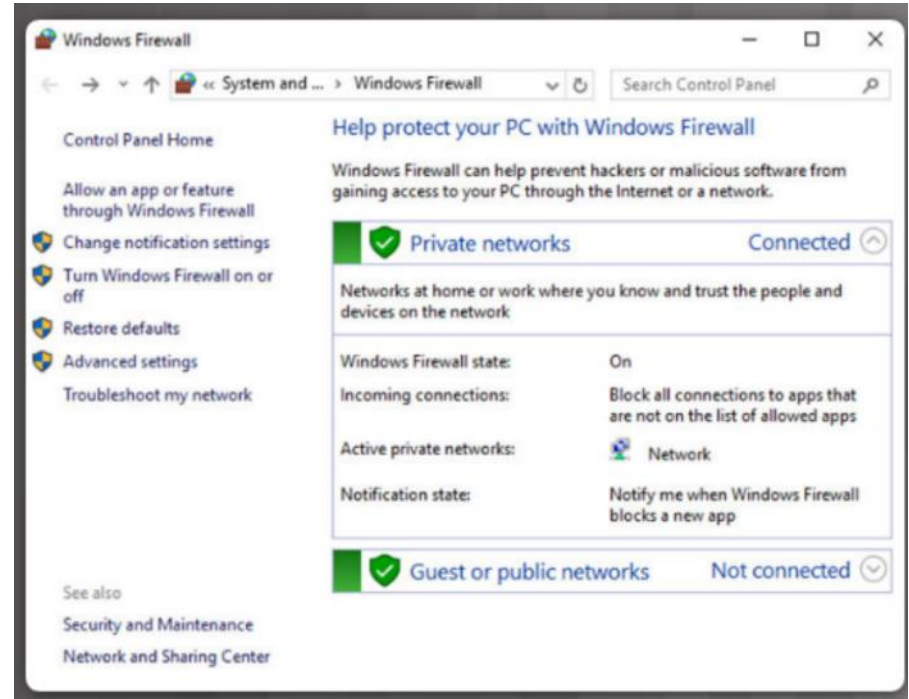 Windows Firewall
« System and ... › Windows Firewall
Search Control Panel
Control Panel Home
Allow an app or feature
through Windows Firewall
Change notification settings
Turn Windows Firewall on or
off
Restore defaults
Advanced settings
Troubleshoot my network
See also
Security and Maintenance
Network and Sharing Center
Help protect your PC with Windows Firewall
Windows Firewall can help prevent hackers or malicious software from
gaining access to your PC through the Internet or a network.
Private networks Connected
Networks at home or work where you know and trust the people and
devices on the network
Windows Firewall state: On
Incoming connections: Block all connections to apps that
are not on the list of allowed apps
Active private networks: Network
Notification state: Notify me when Windows Firewall
blocks a new app
Guest or public networks Not connected